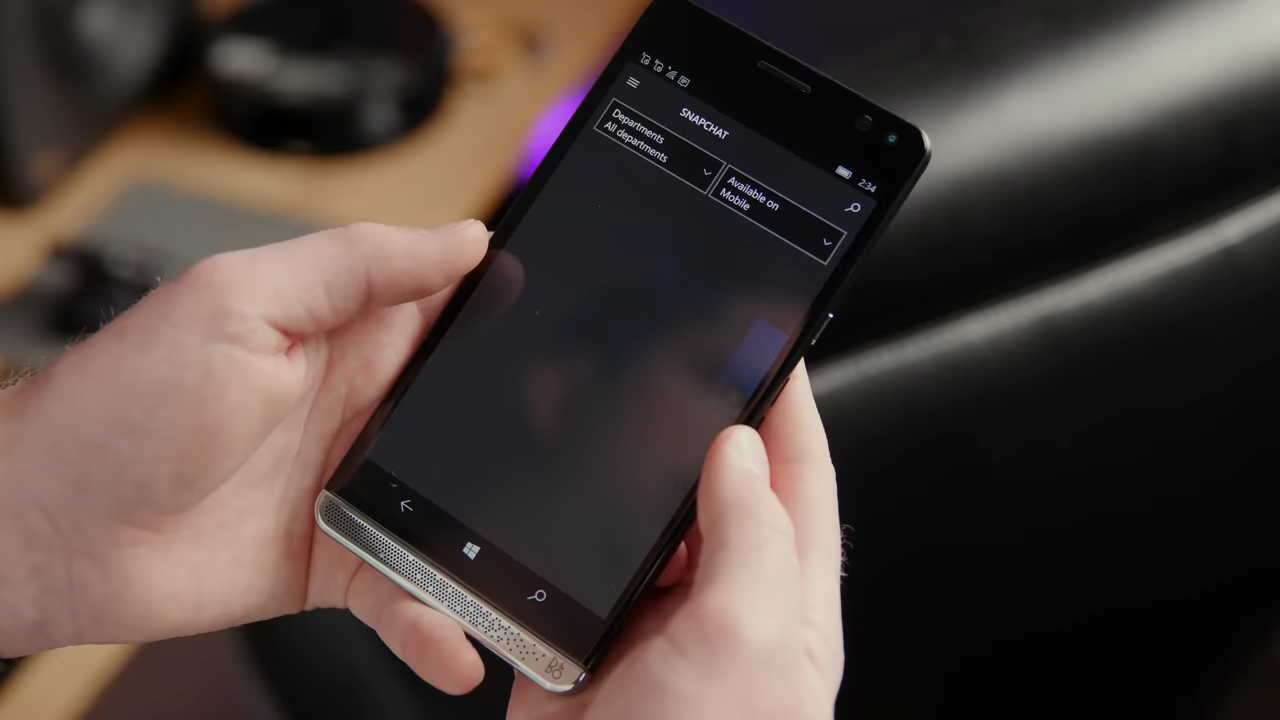 2:34
SNAPCHAT
Departments
All departments
Available on
Mobile
B&O